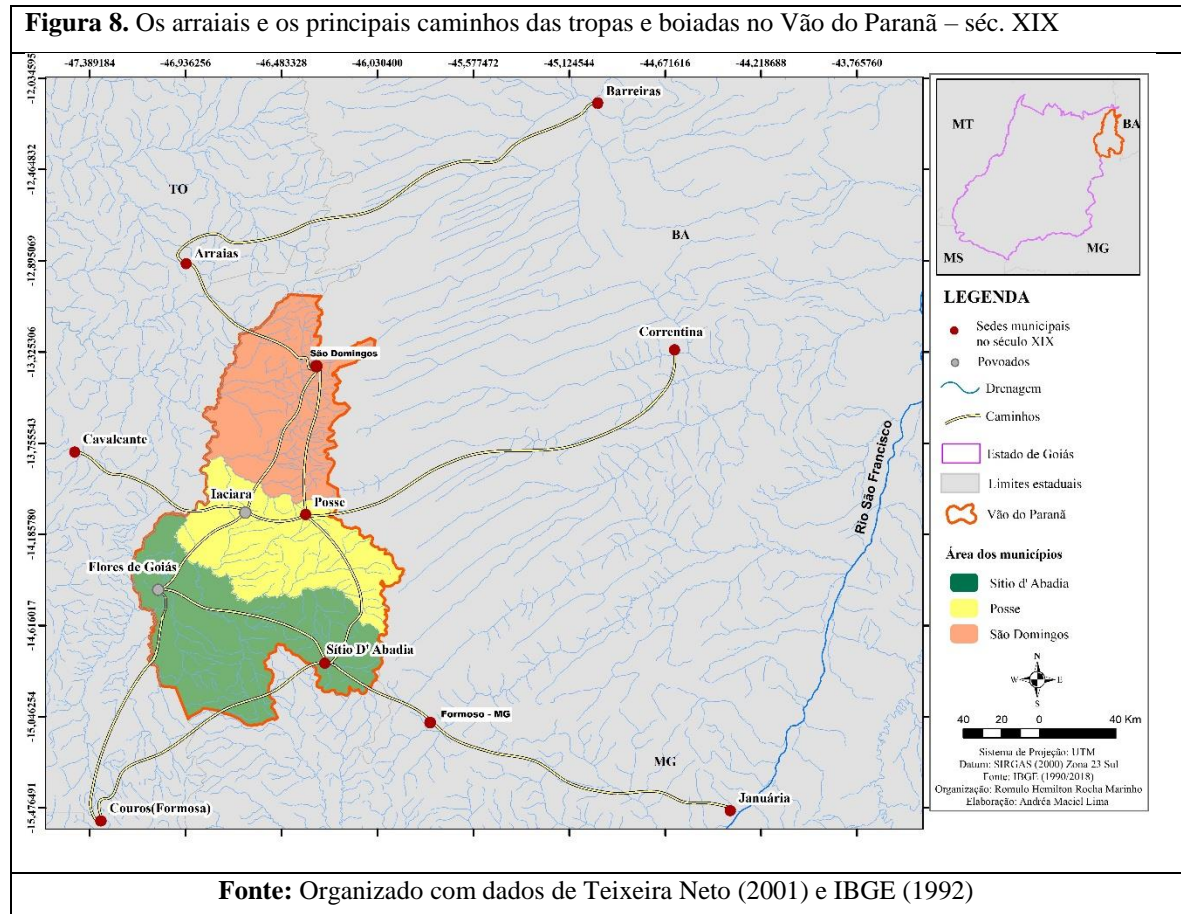 Figura 8. Os arraiais e os principais caminhos das tropas e boiadas no Vão do Paranã – séc. XIX
-47,389184 -46,936256 -46,483328 -46,030400 -45,577472 -45,124544 -44,671616 -44,218688 -43,765760
-12,034595
-12,464832
-12,895069
-13,325306
-13,755543
-14,185780
-14,616017
-15,046254
-15,476491
Barreiras
TO
Arraias
BA
Correntina
São Domingos
Cavalcante
Iaciara
Posse
Rio São Francisco
Flores de Goiás
Sítio D' Abadia
Formoso - MG
MG
Januária
Couros(Formosa)
MT
BA
MG
MS
LEGENDA
Sedes municipais
no século XIX
Povoados
Drenagem
Caminhos
Estado de Goiás
Limites estaduais
Vão do Paranã
Área dos municípios
Sítio d' Abadia
Posse
São Domingos
N
W E
S
40 20 0 40 Km
Sistema de Projeção: UTM
Datum: SIRGAS (2000) Zona 23 Sul
Fonte: IBGE (1990/2018)
Organização: Romulo Hemilton Rocha Marinho
Elaboração: Andréa Maciel Lima
Fonte: Organizado com dados de Teixeira Neto (2001) e IBGE (1992)